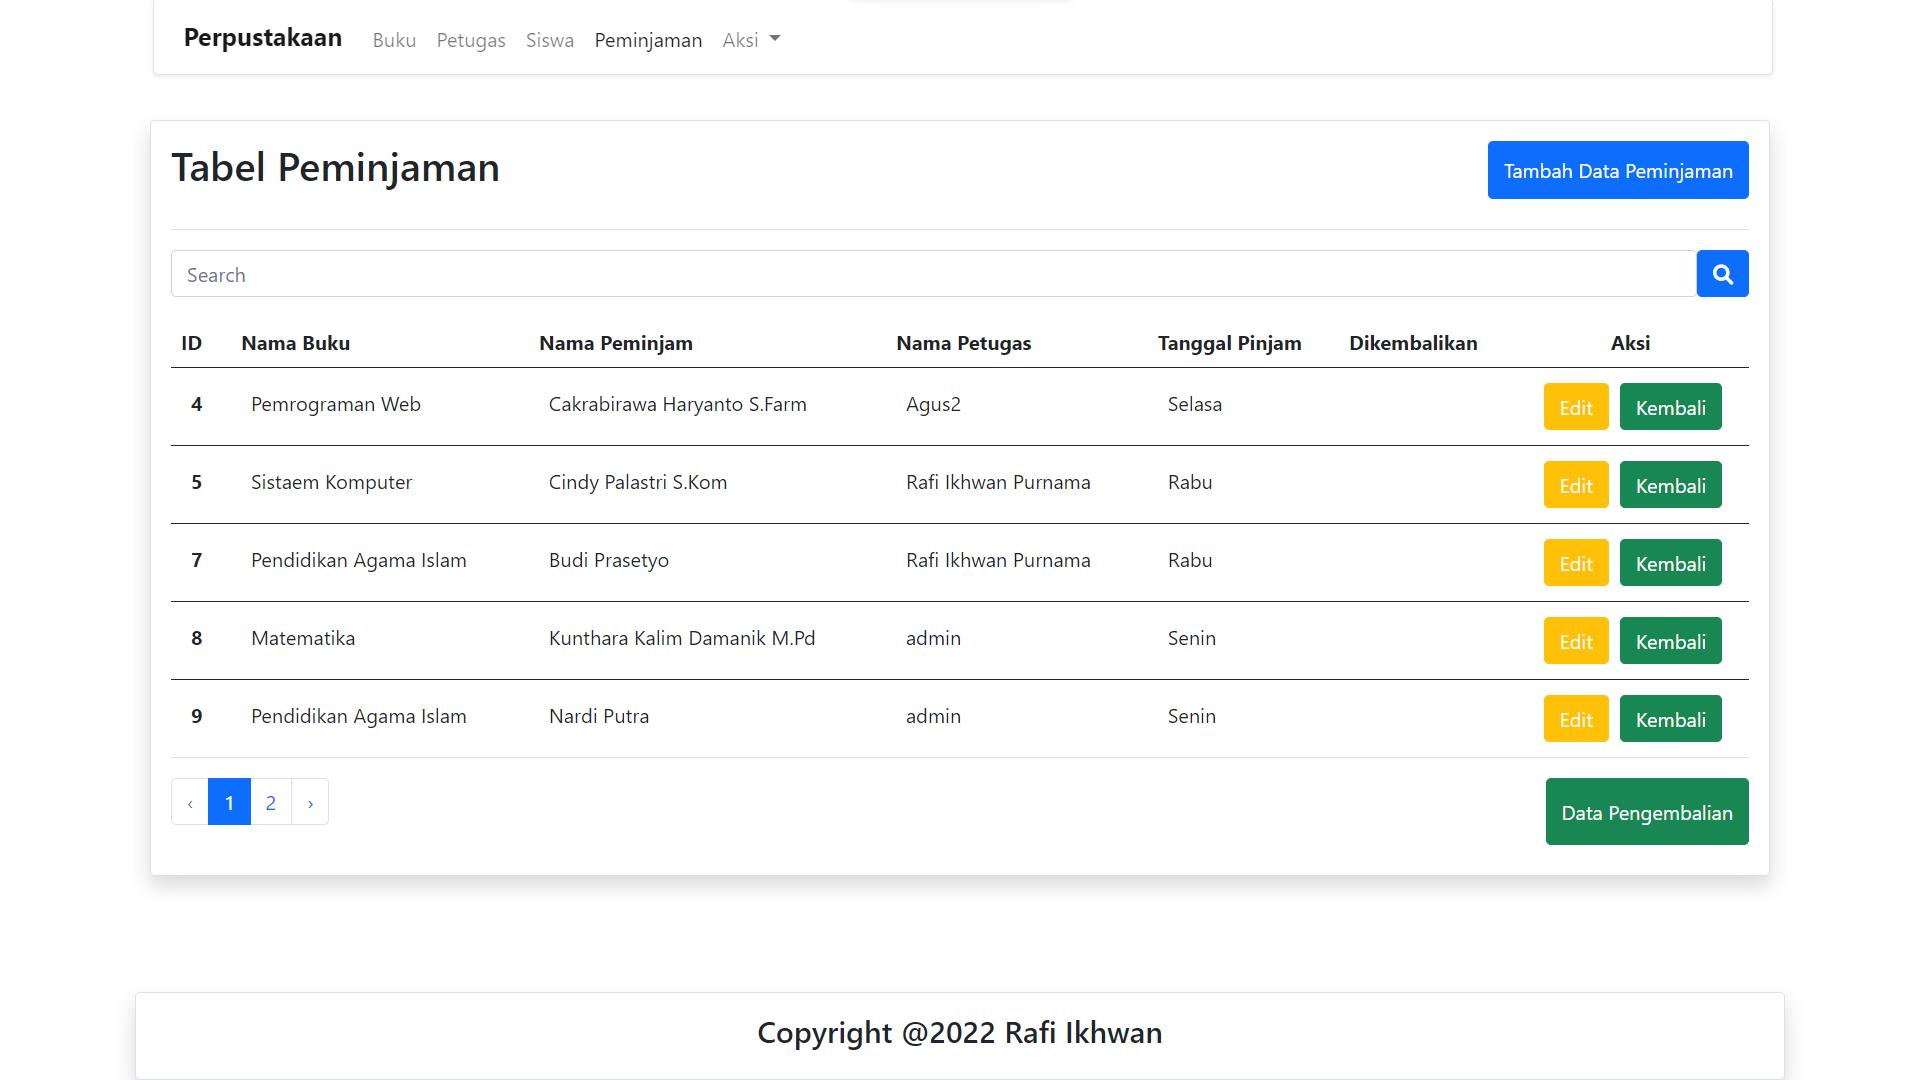 Perpustakaan Buku Petugas Siswa Peminjaman Aksi
Tabel Peminjaman
Tambah Data Peminjaman
Search
ID Nama Buku Nama Peminjam Nama Petugas Tanggal Pinjam Dikembalikan Aksi
4 Pemrograman Web Cakrabirawa Haryanto S.Farm Agus2 Selasa Edit Kembali
5 Sistaem Komputer Cindy Palastri S.Kom Rafi Ikhwan Purnama Rabu Edit Kembali
7 Pendidikan Agama Islam Budi Prasetyo Rafi Ikhwan Purnama Rabu Edit Kembali
8 Matematika Kunthara Kalim Damanik M.Pd admin Senin Edit Kembali
9 Pendidikan Agama Islam Nardi Putra admin Senin Edit Kembali
‹ 1 2 ›
Data Pengembalian
Copyright @2022 Rafi Ikhwan